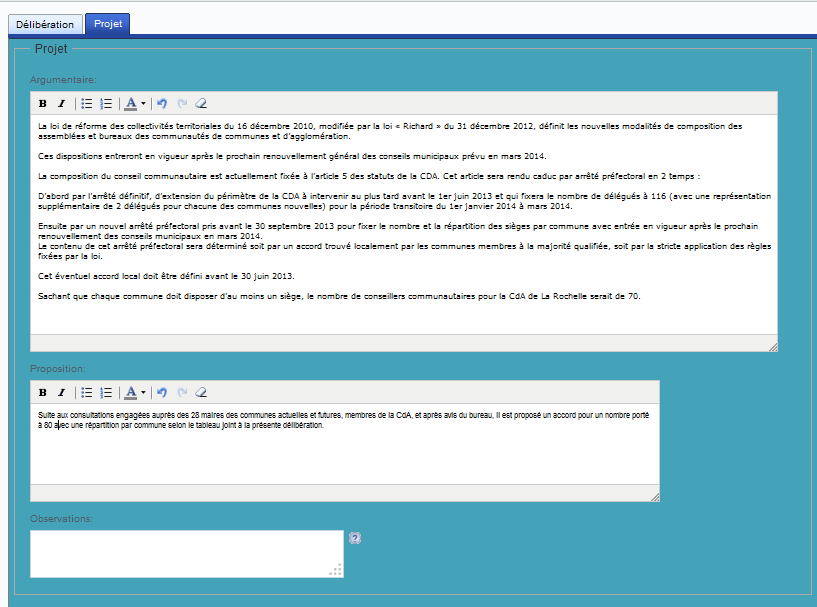 Délibération Projet
Projet
Argumentaire:
B I A
La loi de réforme des collectivités territoriales du 16 décembre 2010, modifiée par la loi « Richard » du 31 décembre 2012, définit les nouvelles modalités de composition des
assemblées et bureaux des communautés de communes et d'agglomération.
Ces dispositions entreront en vigueur après le prochain renouvellement général des conseils municipaux prévu en mars 2014.
La composition du conseil communautaire est actuellement fixée à l'article 5 des statuts de la CDA. Cet article sera rendu caduc par arrêté préfectoral en 2 temps :
D'abord par l'arrêté définitif, d'extension du périmètre de la CDA à intervenir au plus tard avant le 1er juin 2013 et qui fixera le nombre de délégués à 116 (avec une représentation
supplémentaire de 2 délégués pour chacune des communes nouvelles) pour la période transitoire du 1er janvier 2014 à mars 2014.
Ensuite par un nouvel arrêté préfectoral pris avant le 30 septembre 2013 pour fixer le nombre et la répartition des sièges par commune avec entrée en vigueur après le prochain
renouvellement des conseils municipaux en mars 2014.
Le contenu de cet arrêté préfectoral sera déterminé soit par un accord trouvé localement par les communes membres à la majorité qualifiée, soit par la stricte application des règles
fixées par la loi.
Cet éventuel accord local doit être défini avant le 30 juin 2013.
Sachant que chaque commune doit disposer d'au moins un siège, le nombre de conseillers communautaires pour la CdA de La Rochelle serait de 70.
Proposition:
B I A
Suite aux consultations engagées auprès des 28 maires des communes actuelles et futures, membres de la CdA, et après avis du bureau, il est proposé un accord pour un nombre porté
à 80 avec une répartition par commune selon le tableau joint à la présente délibération.
Observations:
?